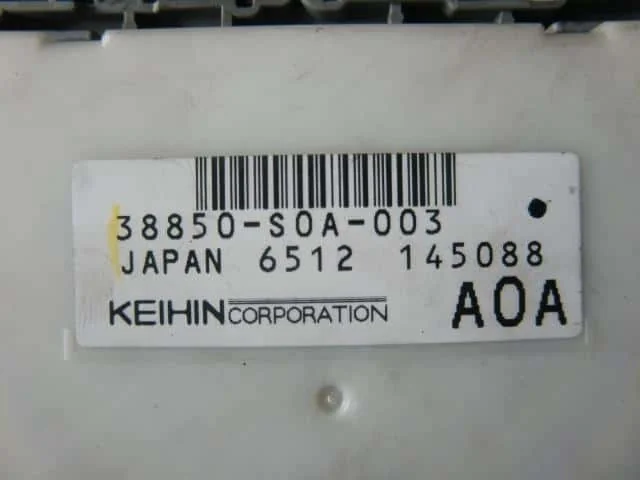 38850-S0A-003
JAPAN 6512 145088
KEIHIN CORPORATION
A0A